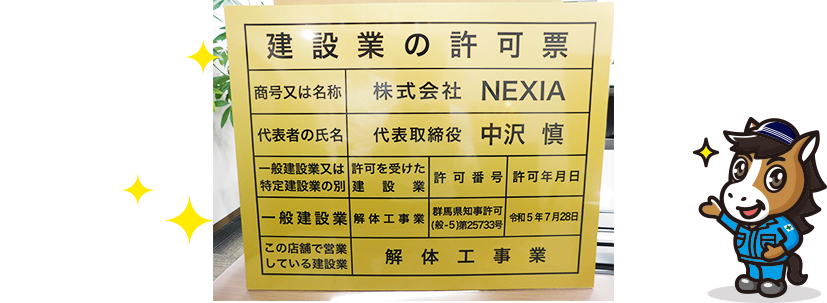 建設業の許可票
商号又は名称 株式会社 NEXIA
代表者の氏名 代表取締役 中沢 慎
一般建設業又は
特定建設業の別
許可を受けた
建設業
許可番号
許可年月日
一般建設業
解体工事業
群馬県知事許可
(般-5)第25733号
令和5年7月28日
この店舗で営業
している建設業
解体工事業